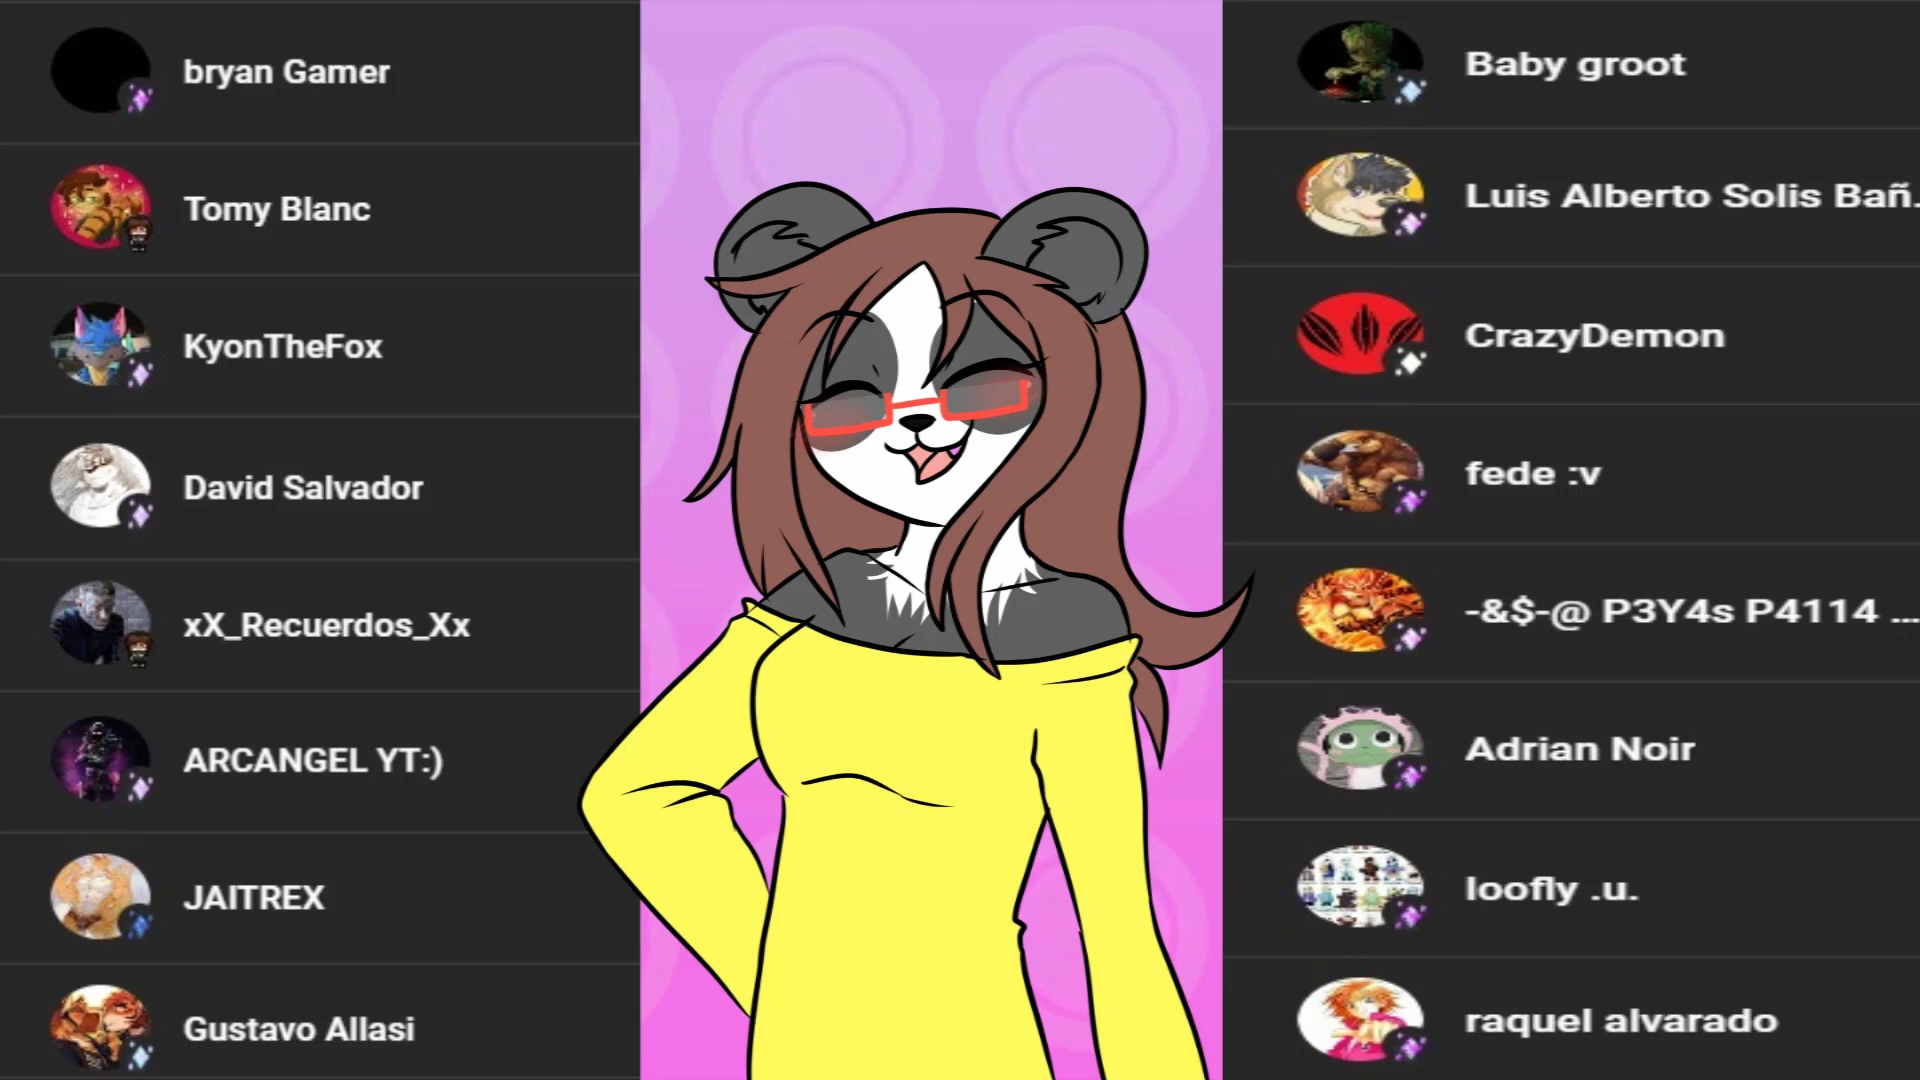 bryan Gamer
Tomy Blanc
KyonTheFox
David Salvador
xX_Recuerdos_Xx
ARCANGEL YT:)
JAITREX
Gustavo Allasi
Baby groot
Luis Alberto Solis Bañ.
CrazyDemon
fede :v
-&$-@ P3Y4s P4114 ...
Adrian Noir
loofly .u.
raquel alvarado